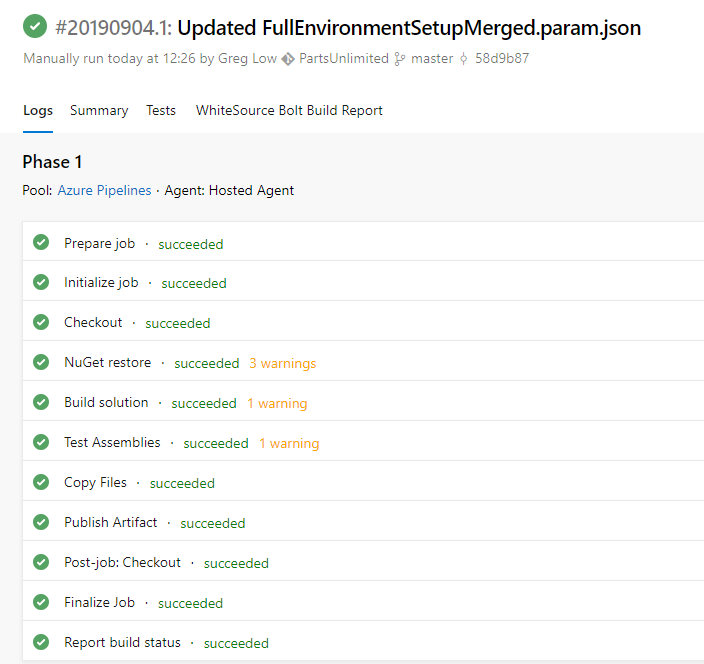 #20190904.1: Updated FullEnvironmentSetupMerged.param.json
Manually run today at 12:26 by Greg Low PartsUnlimited master 58d9b87
Logs Summary Tests WhiteSource Bolt Build Report
Phase 1
Pool: Azure Pipelines · Agent: Hosted Agent
Prepare job · succeeded
Initialize job · succeeded
Checkout · succeeded
NuGet restore · succeeded 3 warnings
Build solution · succeeded 1 warning
Test Assemblies · succeeded 1 warning
Copy Files · succeeded
Publish Artifact · succeeded
Post-job: Checkout · succeeded
Finalize Job · succeeded
Report build status · succeeded